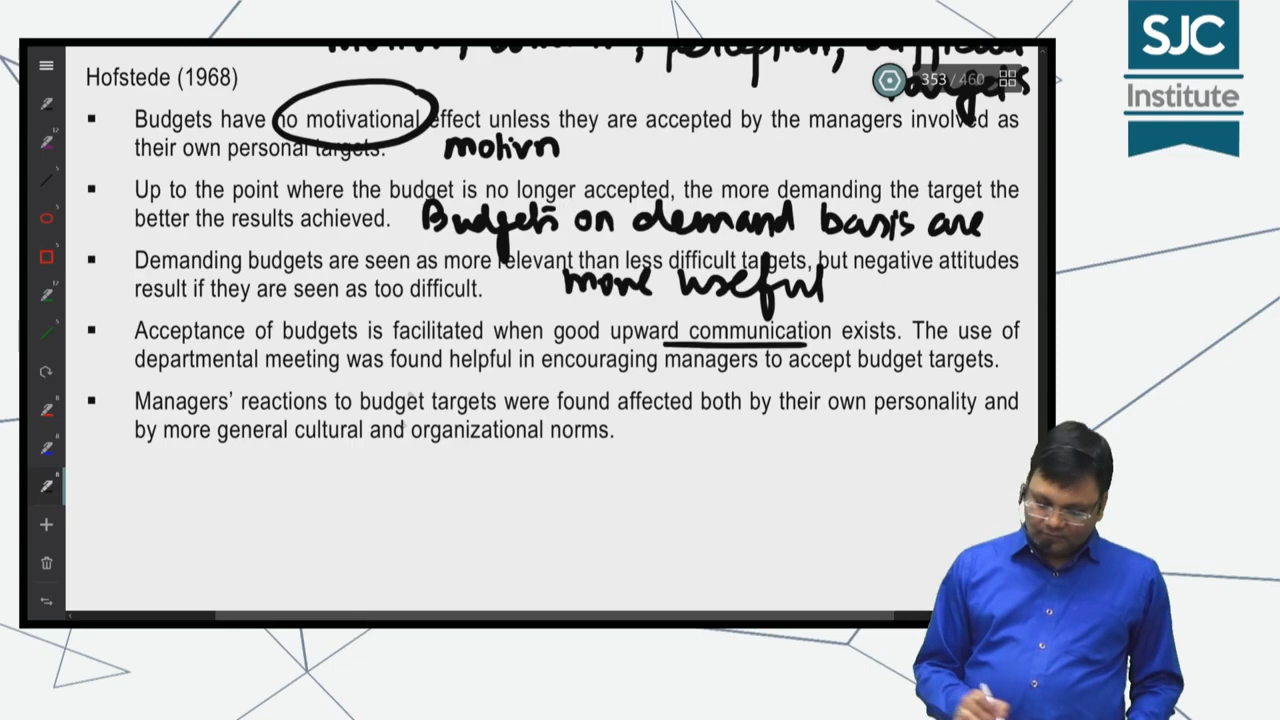 SJC
Institute
perception,
Hofstede (1968)
353 / 460
▪ Budgets have no motivational effect unless they are accepted by the managers involved as
their own personal targets.
motivn
▪ Up to the point where the budget is no longer accepted, the more demanding the target the
better the results achieved.
Budgets on demand basis are
▪ Demanding budgets are seen as more relevant than less difficult targets, but negative attitudes
result if they are seen as too difficult.
more useful
▪ Acceptance of budgets is facilitated when good upward communication exists. The use of
departmental meeting was found helpful in encouraging managers to accept budget targets.
▪ Managers' reactions to budget targets were found affected both by their own personality and
by more general cultural and organizational norms.